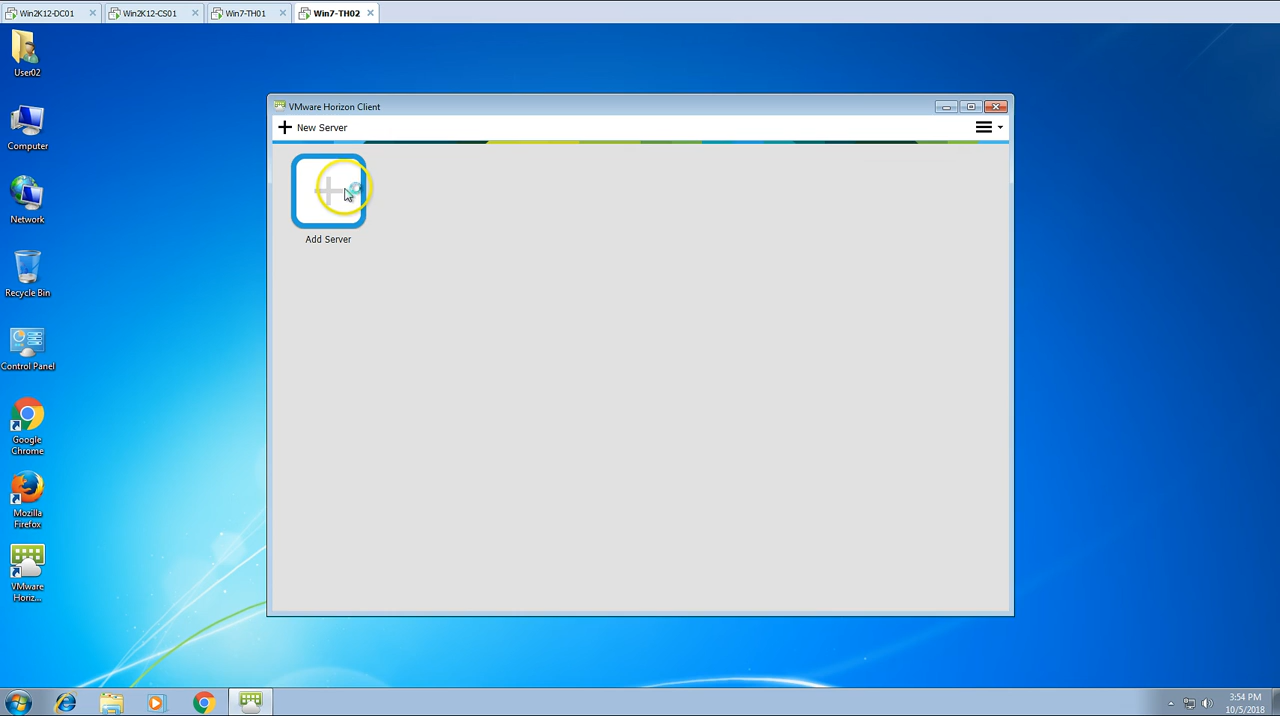 Win2K12-DC01
Win2K12-CS01
Win7-TH01
Win7-TH02
User02
Computer
Network
Recycle Bin
Control Panel
Google
Chrome
Mozilla
Firefox
VMware
Horiz...
VMware Horizon Client
New Server
Add Server
3:54 PM
10/5/2018